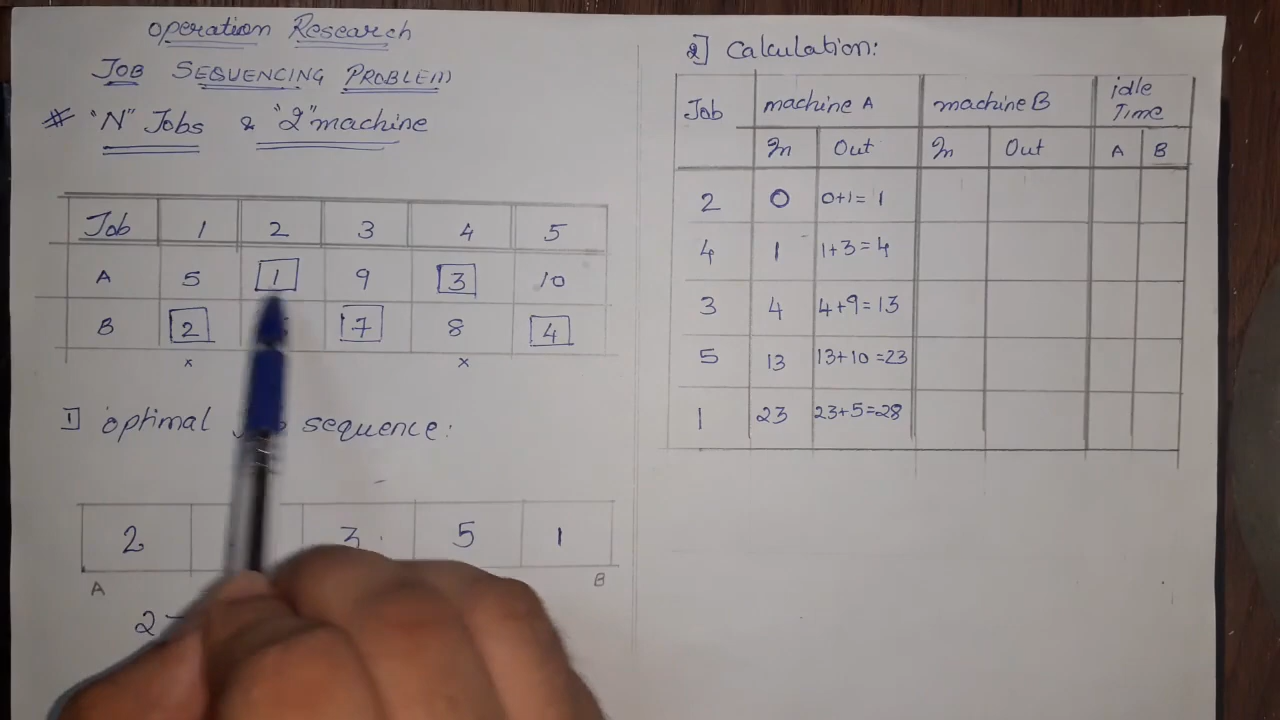 Operation Research
JOB SEQUENCING PROBLEM
# "N" Jobs & "2" machine
Job 1 2 3 4 5
A 5 1 9 3 10
B 2 7 8 4
x x
1] optimal sequence:
2 3 5 1
A B
2
2] Calculation:
Job machine A machine B idle Time
In Out In Out A B
2 0 0+1= 1
4 1 1+3=4
3 4 4+9=13
5 13 13+10=23
1 23 23+5=28